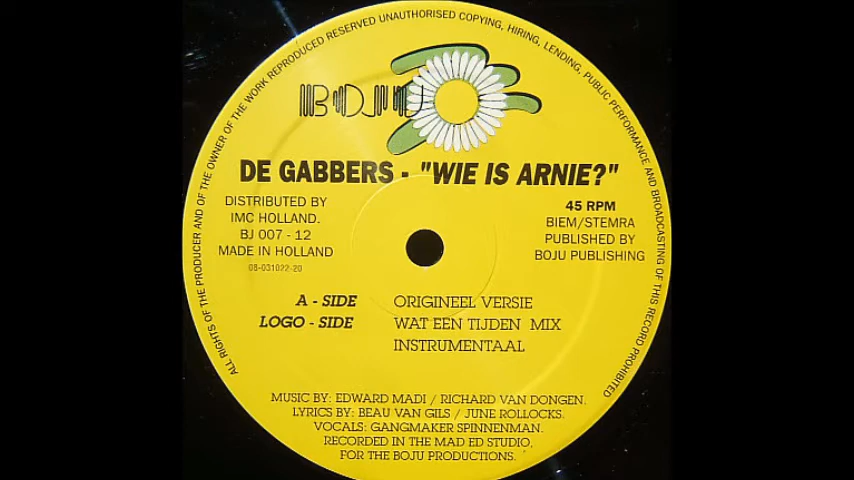 ALL RIGHTS OF THE PRODUCER AND OF THE OWNER OF THE WORK REPRODUCED RESERVED UNAUTHORISED COPYING, HIRING, LENDING, PUBLIC PERFORMANCE AND BROADCASTING OF THIS RECORD PROHIBITED
BOJU
DE GABBERS - "WIE IS ARNIE?"
DISTRIBUTED BY
IMC HOLLAND.
BJ 007 - 12
MADE IN HOLLAND
08-031022-20
45 RPM
BIEM/STEMRA
PUBLISHED BY
BOJU PUBLISHING
A - SIDE ORIGINEEL VERSIE
LOGO - SIDE WAT EEN TIJDEN MIX
INSTRUMENTAAL
MUSIC BY: EDWARD MADI / RICHARD VAN DONGEN.
LYRICS BY: BEAU VAN GILS / JUNE ROLLOCKS.
VOCALS: GANGMAKER SPINNENMAN.
RECORDED IN THE MAD ED STUDIO,
FOR THE BOJU PRODUCTIONS.